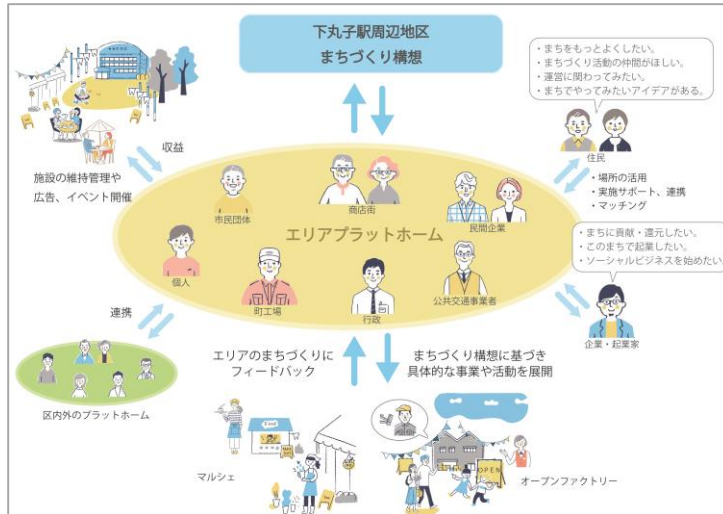 下丸子駅周辺地区
まちづくり構想
・まちをもっとよくしたい。
・まちづくり活動の仲間がほしい。
・運営に関わってみたい。
・まちでやってみたいアイデアがある。
住民
収益
施設の維持管理や
広告、イベント開催
・場所の活用
・実施サポート、連携
・マッチング
市民団体
商店街
民間企業
エリアプラットホーム
・まちに貢献・還元したい。
・このまちで起業したい。
・ソーシャルビジネスを始めたい。
個人
町工場
行政
公共交通事業者
企業・起業家
連携
区内外のプラットホーム
エリアのまちづくりに
フィードバック
まちづくり構想に基づき
具体的な事業や活動を展開
マルシェ
OPEN
オープンファクトリー